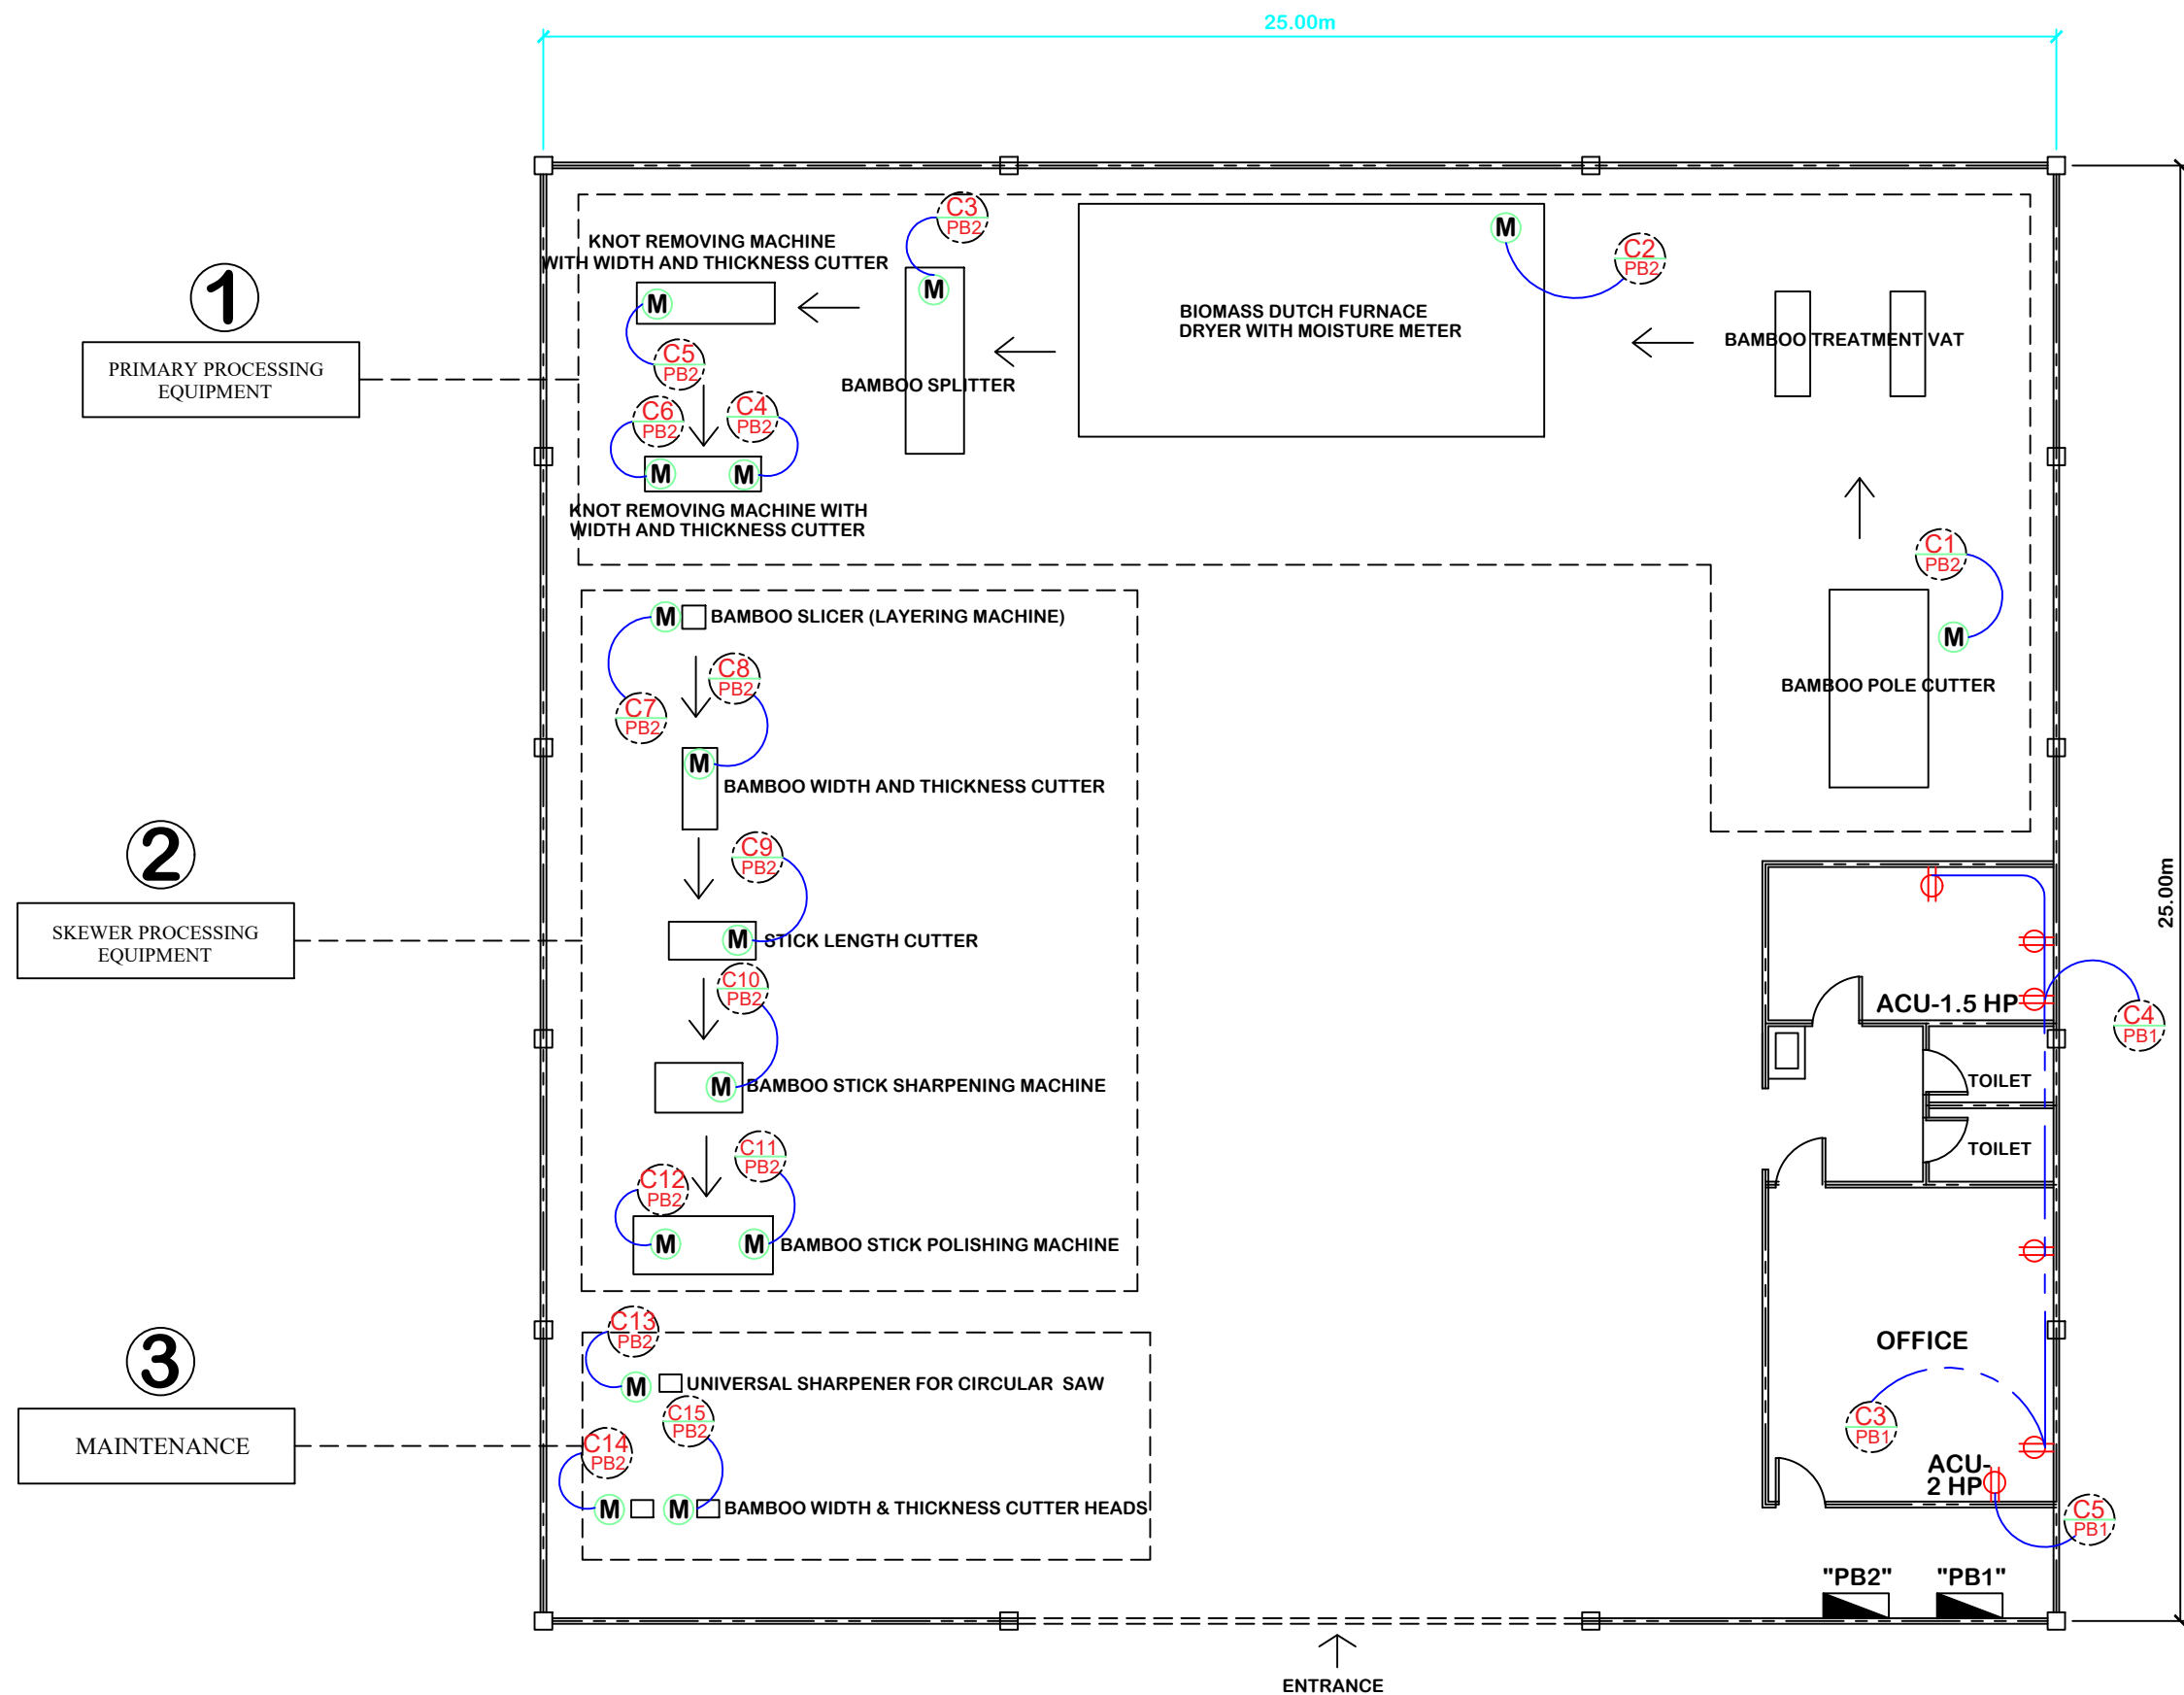 25.00m
1
PRIMARY PROCESSING
EQUIPMENT
KNOT REMOVING MACHINE
WITH WIDTH AND THICKNESS CUTTER
M
C3
PB2
M
M
C2
PB2
BIOMASS DUTCH FURNACE
DRYER WITH MOISTURE METER
BAMBOO TREATMENT VAT
BAMBOO SPLITTER
C5
PB2
C6
PB2
C4
PB2
M
M
KNOT REMOVING MACHINE WITH
WIDTH AND THICKNESS CUTTER
C1
PB2
M
BAMBOO POLE CUTTER
2
SKEWER PROCESSING
EQUIPMENT
M
BAMBOO SLICER (LAYERING MACHINE)
C8
PB2
C7
PB2
M
BAMBOO WIDTH AND THICKNESS CUTTER
C9
PB2
M
STICK LENGTH CUTTER
C10
PB2
M
BAMBOO STICK SHARPENING MACHINE
C11
PB2
C12
PB2
M
M
BAMBOO STICK POLISHING MACHINE
25.00m
ACU-1.5 HP
C4
PB1
TOILET
TOILET
3
MAINTENANCE
C13
PB2
M
UNIVERSAL SHARPENER FOR CIRCULAR SAW
C15
PB2
C14
PB2
M
M
BAMBOO WIDTH & THICKNESS CUTTER HEADS
OFFICE
C3
PB1
ACU-
2 HP
C5
PB1
"PB2"
"PB1"
ENTRANCE